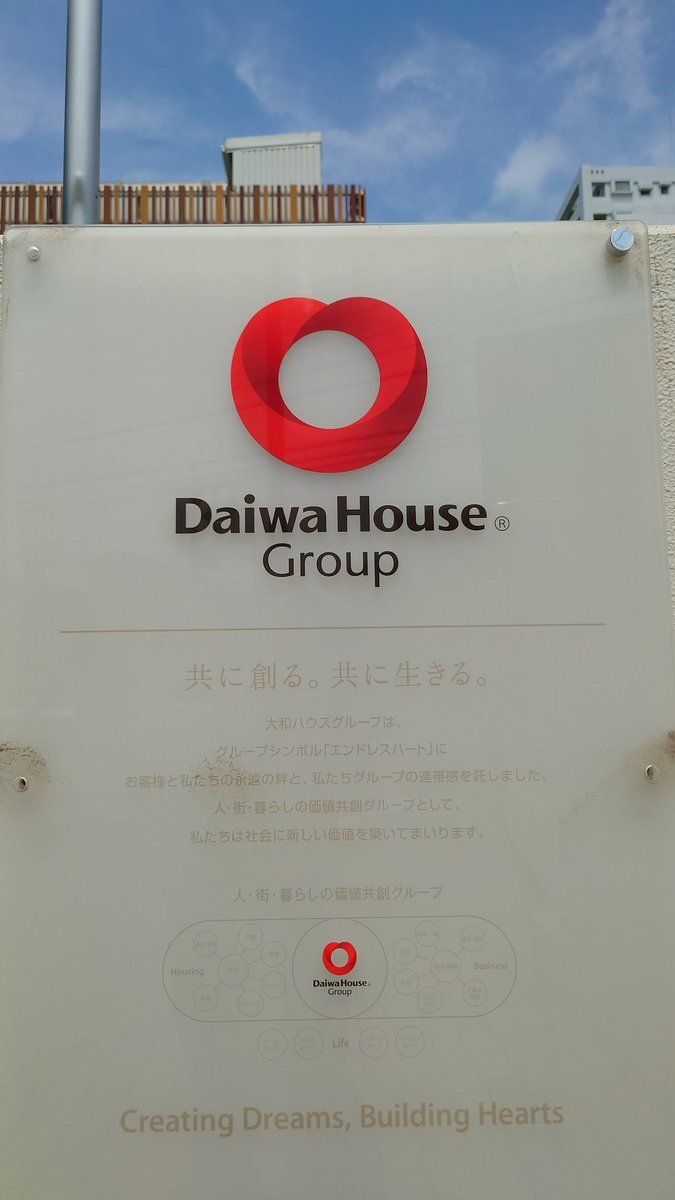 Daiwa House®
Group
共に創る。共に生きる。
大和ハウスグループは、
グループシンボル「エンドレスハート」に
お客様と私たちの永遠の絆と、私たちグループの連帯感を託しました。
人・街・暮らしの価値共創グループとして、
私たちは社会に新しい価値を築いてまいります。
人・街・暮らしの価値共創グループ
Housing
住宅
Daiwa House®
Group
Business
Life
Creating Dreams, Building Hearts